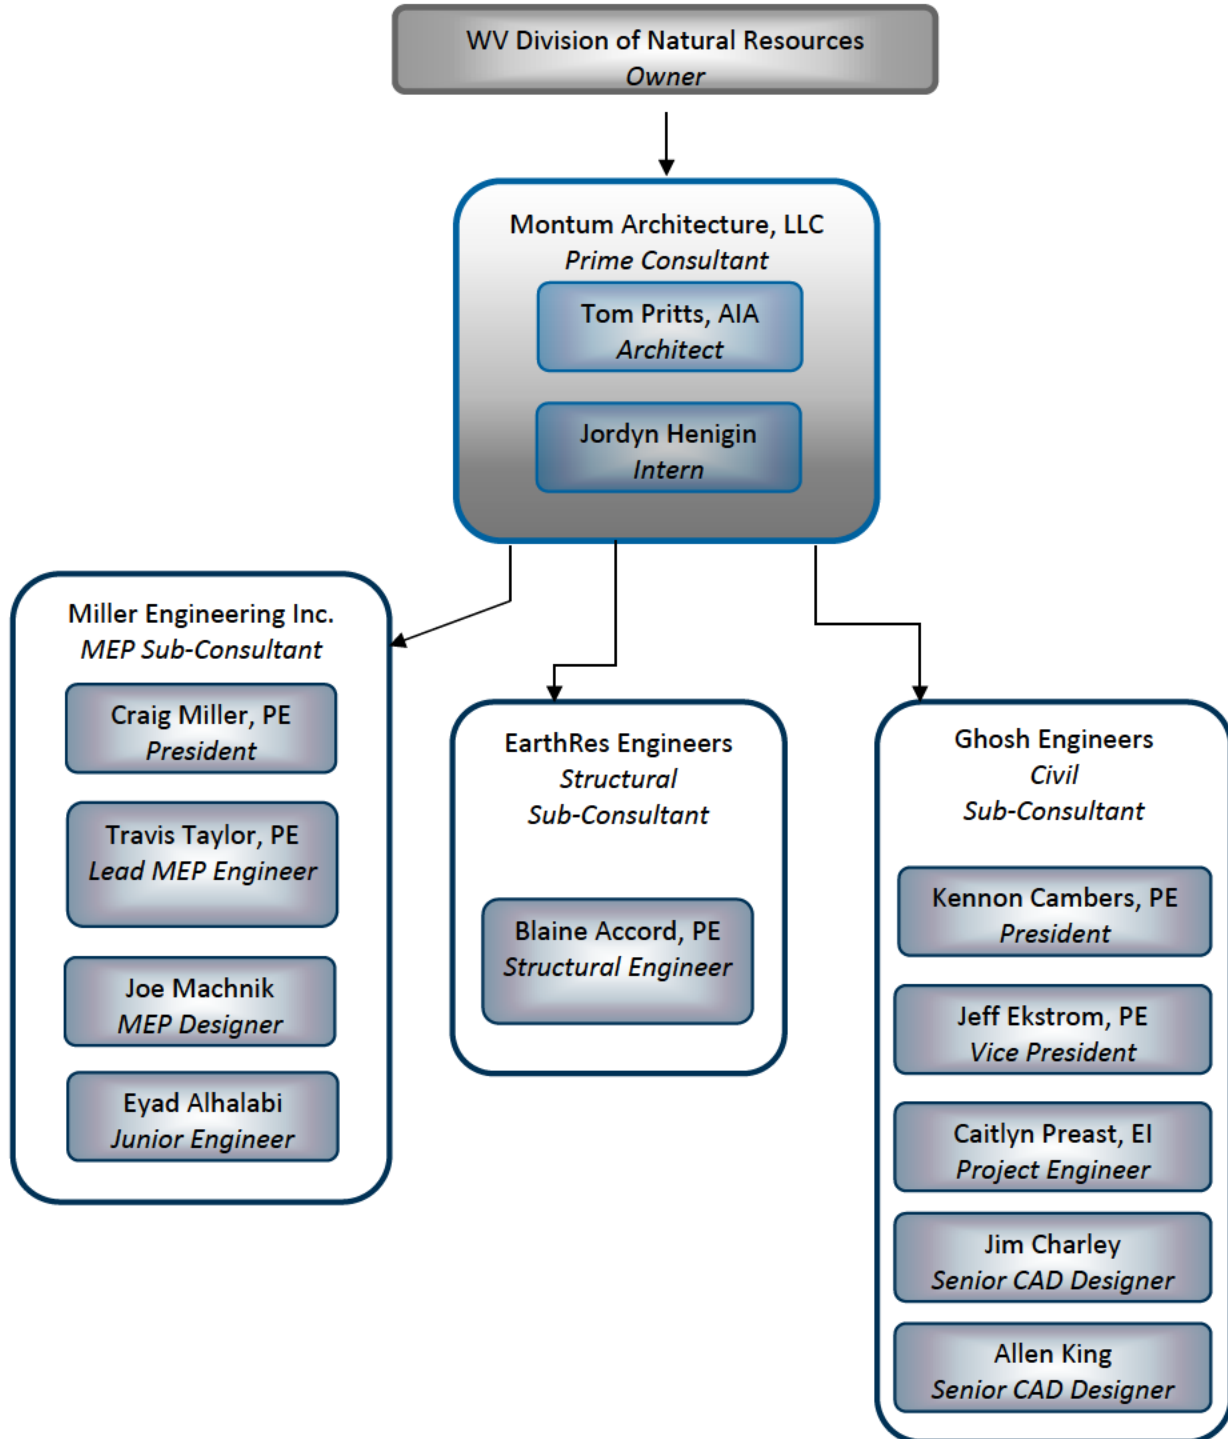 WV Division of Natural Resources
Owner
Montum Architecture, LLC
Prime Consultant
Tom Pritts, AIA
Architect
Jordyn Henigin
Intern
Miller Engineering Inc.
MEP Sub-Consultant
Craig Miller, PE
President
Travis Taylor, PE
Lead MEP Engineer
Joe Machnik
MEP Designer
Eyad Alhalabi
Junior Engineer
EarthRes Engineers
Structural
Sub-Consultant
Blaine Accord, PE
Structural Engineer
Ghosh Engineers
Civil
Sub-Consultant
Kennon Cambers, PE
President
Jeff Ekstrom, PE
Vice President
Caitlyn Preast, EI
Project Engineer
Jim Charley
Senior CAD Designer
Allen King
Senior CAD Designer